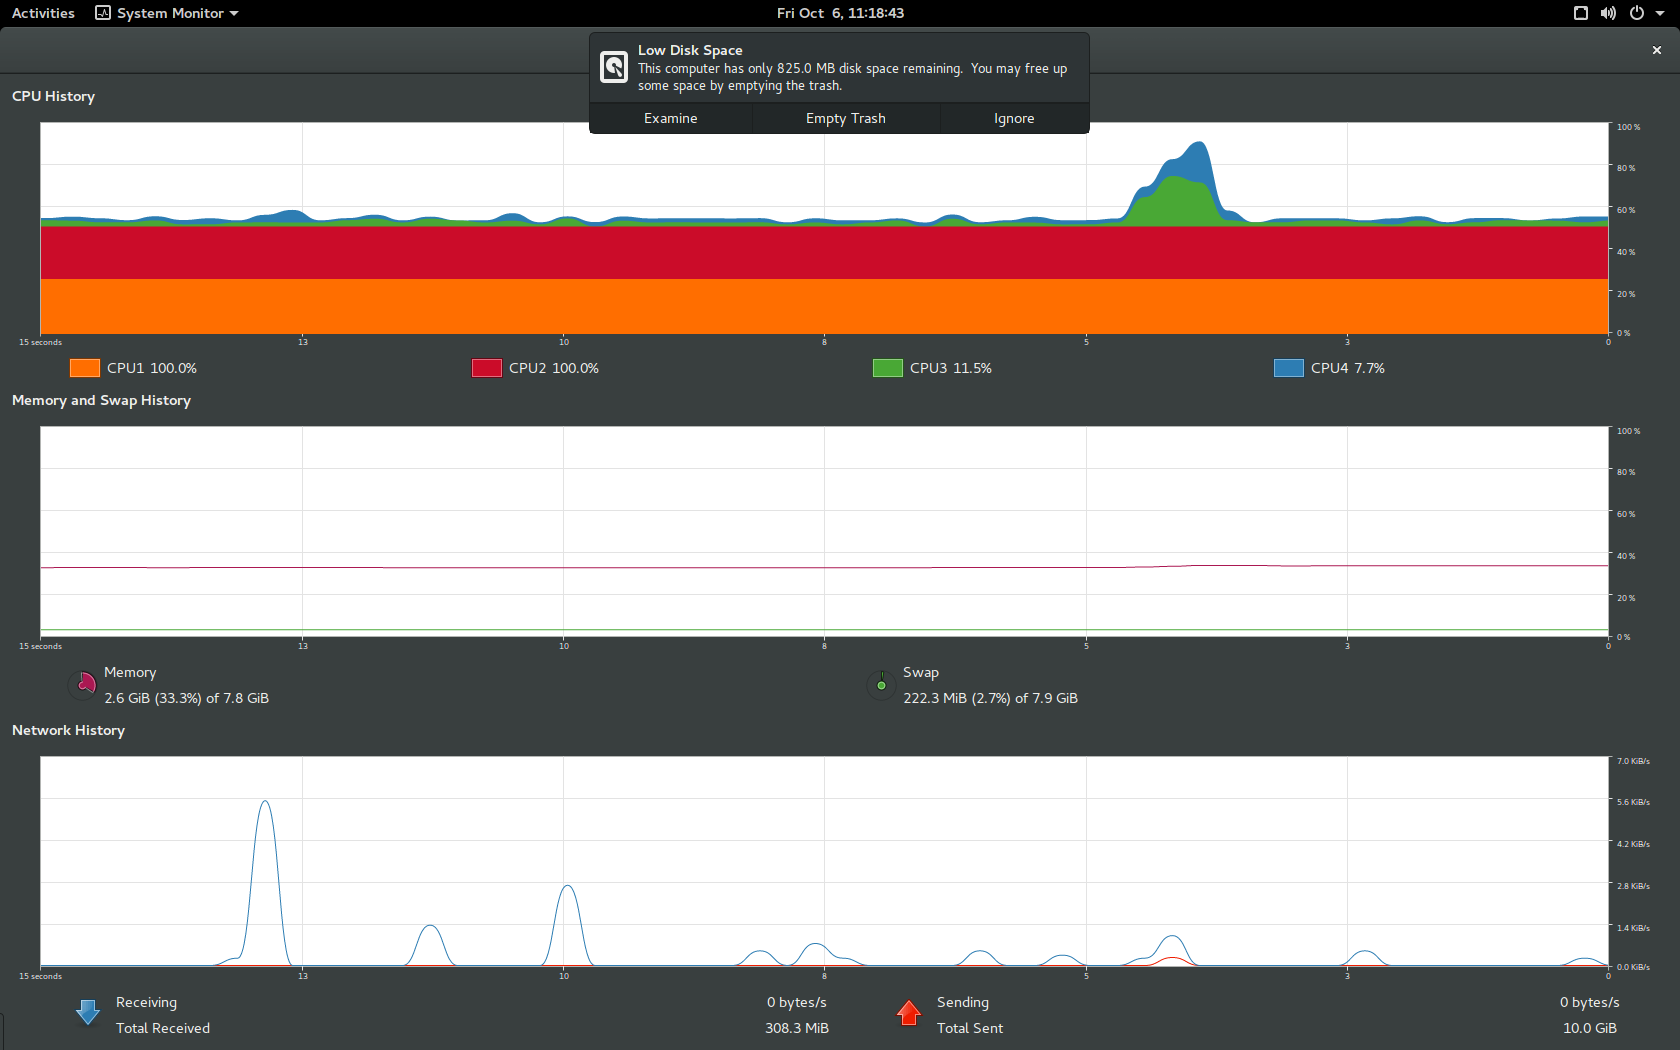 Activities System Monitor Fri Oct 6, 11:18:43
Low Disk Space
This computer has only 825.0 MB disk space remaining. You may free up
some space by emptying the trash.
Examine Empty Trash Ignore
CPU History
100 %
80 %
60 %
40 %
20 %
0 %
15 seconds 13 10 8 5 3 0
CPU1 100.0% CPU2 100.0% CPU3 11.5% CPU4 7.7%
Memory and Swap History
100 %
80 %
60 %
40 %
20 %
0 %
15 seconds 13 10 8 5 3 0
Memory
2.6 GiB (33.3%) of 7.8 GiB
Swap
222.3 MiB (2.7%) of 7.9 GiB
Network History
7.0 KiB/s
5.6 KiB/s
4.2 KiB/s
2.8 KiB/s
1.4 KiB/s
0.0 KiB/s
15 seconds 13 10 8 5 3 0
Receiving 0 bytes/s
Total Received 308.3 MiB
Sending 0 bytes/s
Total Sent 10.0 GiB